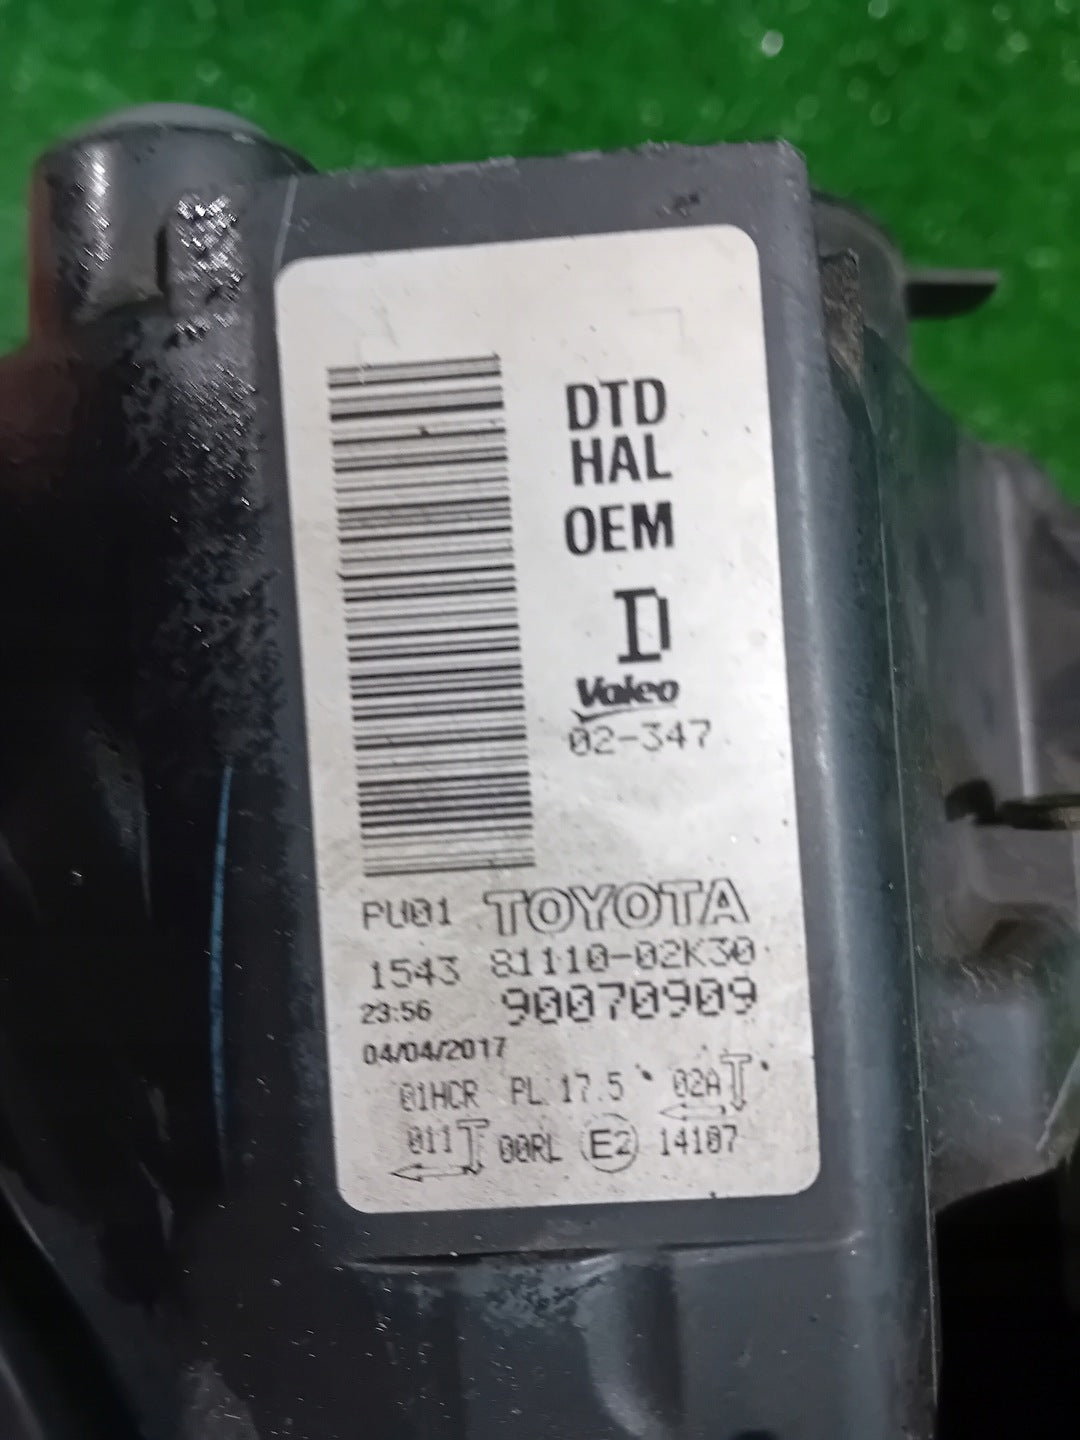 DTD
HAL
OEM
D
Valeo
02-347
PU01 TOYOTA
1543 81110-02K30
23:56 90070909
04/04/2017
01HCR PL 17.5 02A
011 00RL E2 14107